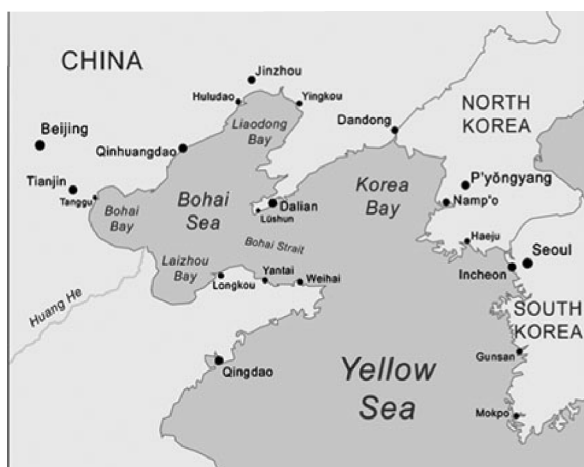 CHINA
Jinzhou
Huludao
Yingkou
Liaodong
Bay
Dandong
NORTH
KOREA
Beijing
Qinhuangdao
Tianjin
Tanggu
Bohai
Bay
Bohai
Sea
Dalian
Lüshun
Korea
Bay
P'yŏngyang
Namp'o
Haeju
Bohai Strait
Laizhou
Bay
Longkou
Yantai
Weihai
Seoul
Incheon
SOUTH
KOREA
Huang He
Qingdao
Yellow
Sea
Gunsan
Mokpo